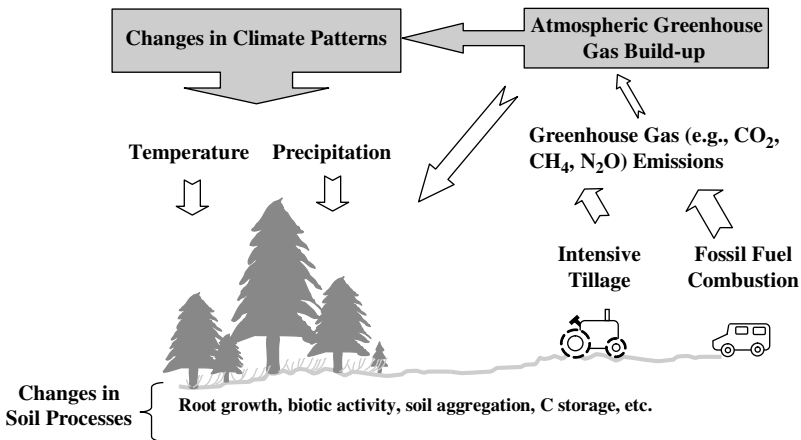 Changes in Climate Patterns
Atmospheric Greenhouse
Gas Build-up
Temperature
Precipitation
Greenhouse Gas (e.g., CO₂,
CH₄, N₂O) Emissions
Intensive
Tillage
Fossil Fuel
Combustion
Changes in
Soil Processes
Root growth, biotic activity, soil aggregation, C storage, etc.